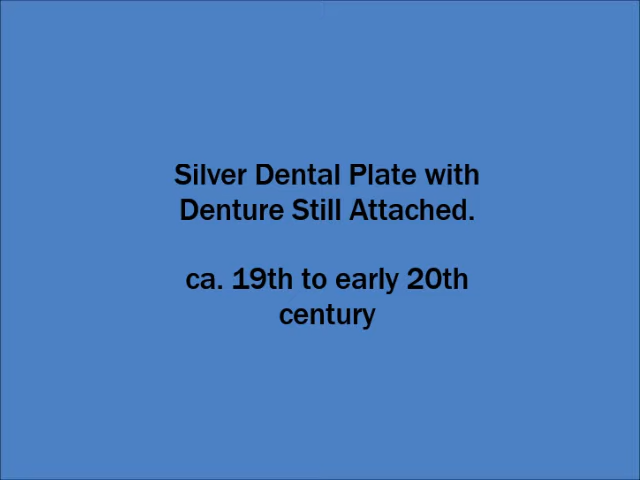 Silver Dental Plate with
Denture Still Attached.
ca. 19th to early 20th
century